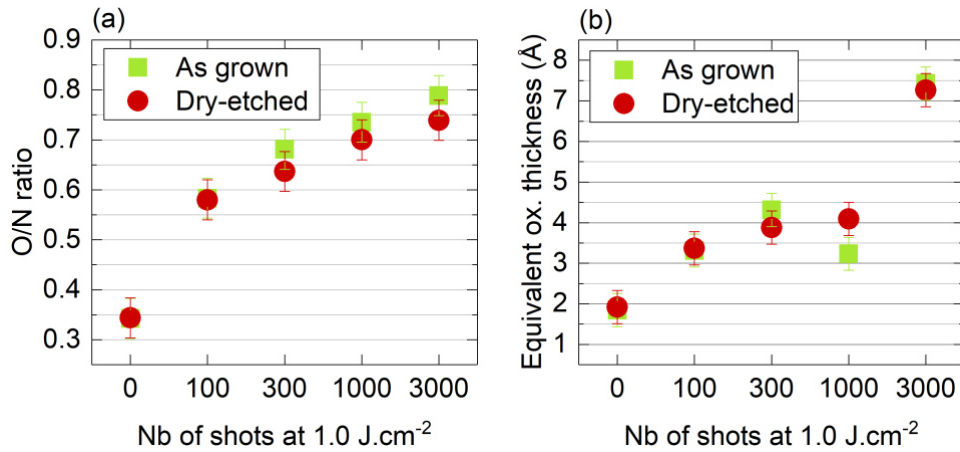 (a)
O/N ratio
0.9
0.8
0.7
0.6
0.5
0.4
0.3
As grown
Dry-etched
0 100 300 1000 3000
Nb of shots at 1.0 J.cm⁻²
(b)
Equivalent ox. thickness (Å)
8
7
6
5
4
3
2
1
As grown
Dry-etched
0 100 300 1000 3000
Nb of shots at 1.0 J.cm⁻²